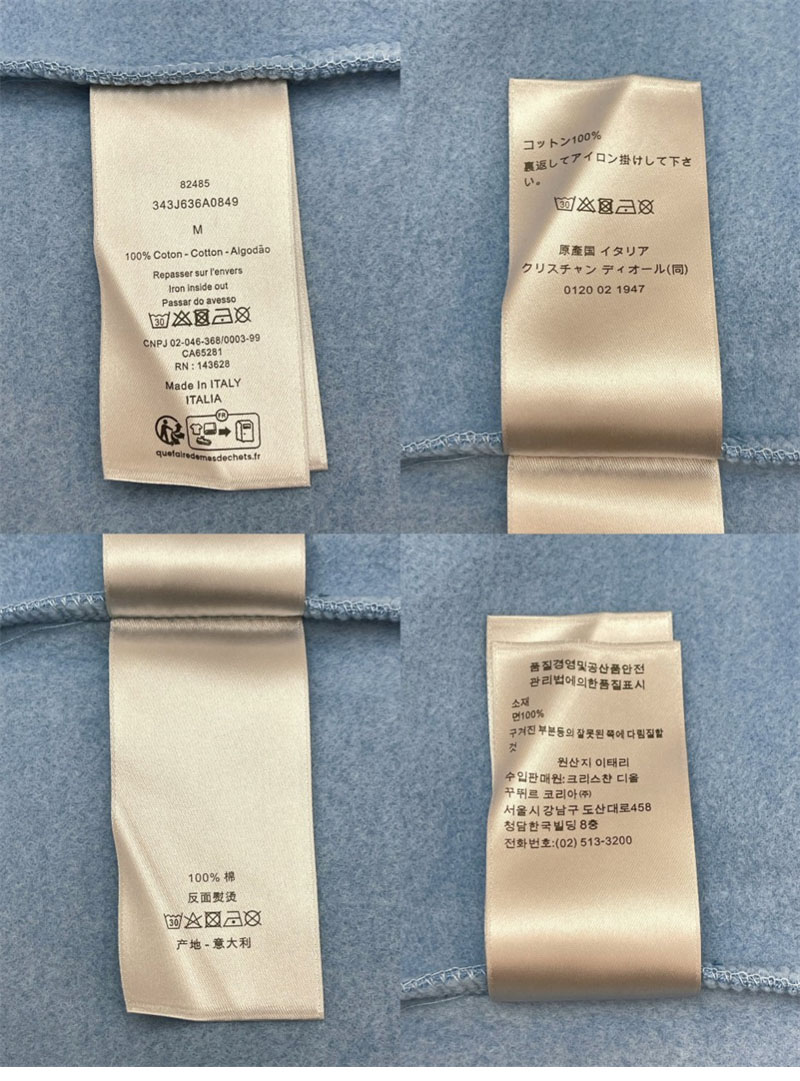 82485
343J636A0849
M
100% Coton - Cotton - Algodão
Repasser sur l'envers
Iron inside out
Passar do avesso
30
CNPJ 02-046-368/0003-99
CA65281
RN : 143628
Made In ITALY
ITALIA
FR
quefairedemesdechets.fr
コットン100%
裏返してアイロン掛けして下さ
い。
30
原產国 イタリア
クリスチャン ディオール(同)
0120 02 1947
100% 棉
反面熨烫
30
产地 - 意大利
품질경영및공산품안전
관리법에의한품질표시
소재
면100%
구겨진 부분등의 잘못된 쪽에 다림질할
것
원산지 이태리
수입판매원: 크리스챤 디올
꾸뛰르 코리아(주)
서울시 강남구 도산대로458
청담한국빌딩 8층
전화번호:(02) 513-3200